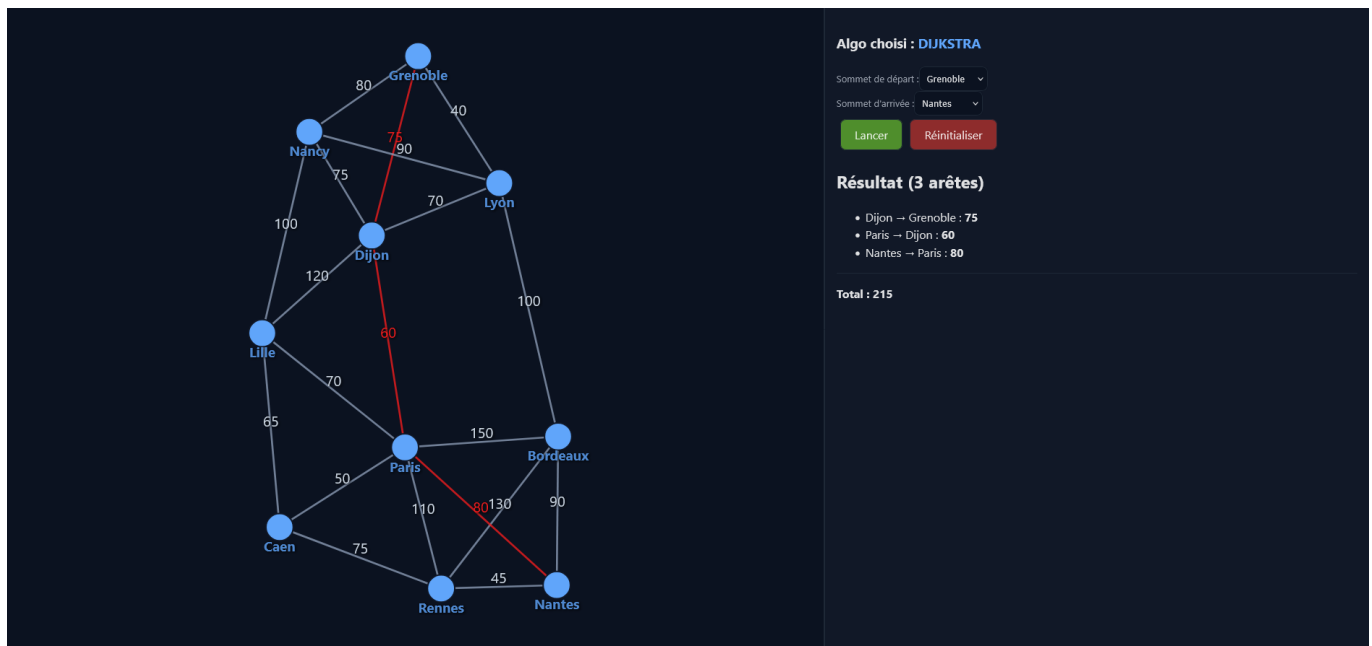 Grenoble
80
40
75
Nancy
90
75
70
Lyon
100
Dijon
120
100
60
Lille
70
65
150
Paris
Bordeaux
50
110
80
130
90
Caen
75
45
Rennes
Nantes
Algo choisi : DIJKSTRA
Sommet de départ : Grenoble
Sommet d'arrivée : Nantes
Lancer Réinitialiser
Résultat (3 arêtes)
• Dijon → Grenoble : 75
• Paris → Dijon : 60
• Nantes → Paris : 80
Total : 215